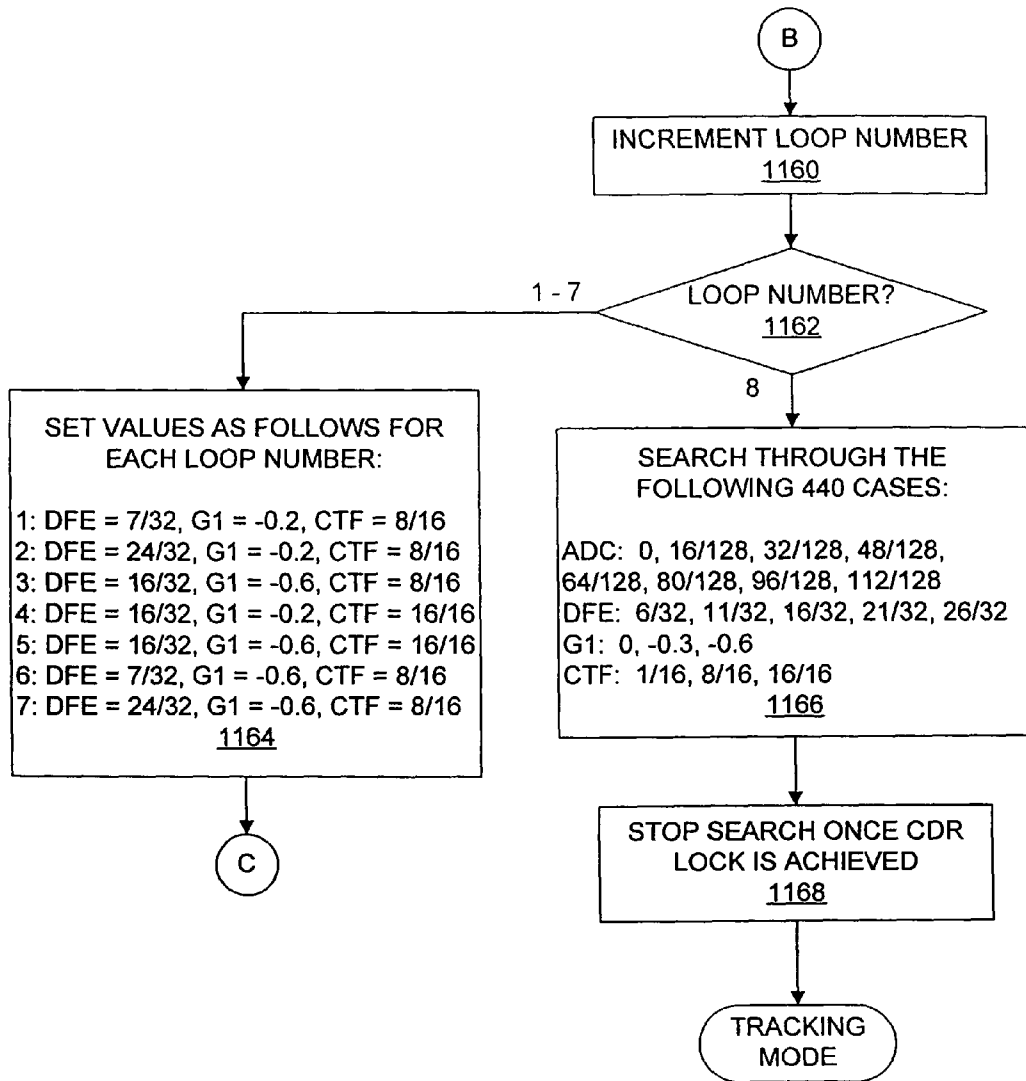 B
INCREMENT LOOP NUMBER
1160
LOOP NUMBER?
1162
1 - 7
8
SET VALUES AS FOLLOWS FOR
EACH LOOP NUMBER:
1: DFE = 7/32, G1 = -0.2, CTF = 8/16
2: DFE = 24/32, G1 = -0.2, CTF = 8/16
3: DFE = 16/32, G1 = -0.6, CTF = 8/16
4: DFE = 16/32, G1 = -0.2, CTF = 16/16
5: DFE = 16/32, G1 = -0.6, CTF = 16/16
6: DFE = 7/32, G1 = -0.6, CTF = 8/16
7: DFE = 24/32, G1 = -0.6, CTF = 8/16
1164
C
SEARCH THROUGH THE
FOLLOWING 440 CASES:
ADC: 0, 16/128, 32/128, 48/128,
64/128, 80/128, 96/128, 112/128
DFE: 6/32, 11/32, 16/32, 21/32, 26/32
G1: 0, -0.3, -0.6
CTF: 1/16, 8/16, 16/16
1166
STOP SEARCH ONCE CDR
LOCK IS ACHIEVED
1168
TRACKING
MODE